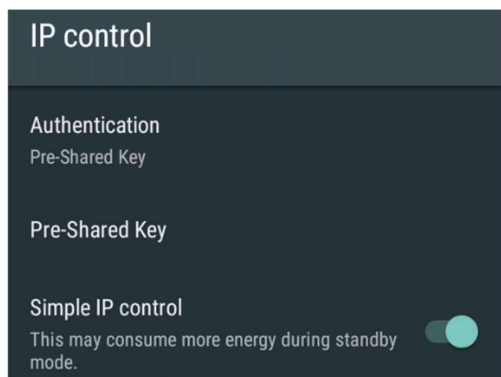 IP control
Authentication
Pre-Shared Key
Pre-Shared Key
Simple IP control
This may consume more energy during standby
mode.